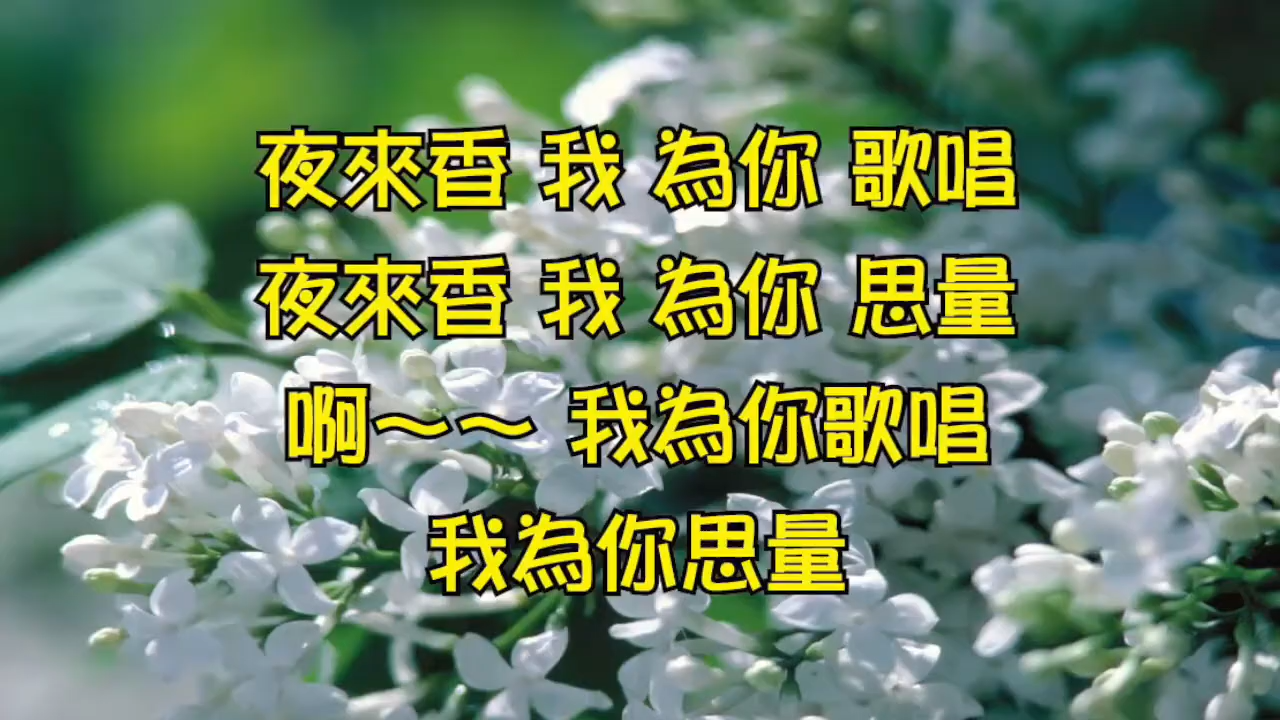 夜來香 我 為你 歌唱
夜來香 我 為你 思量
啊～～ 我為你歌唱
我為你思量